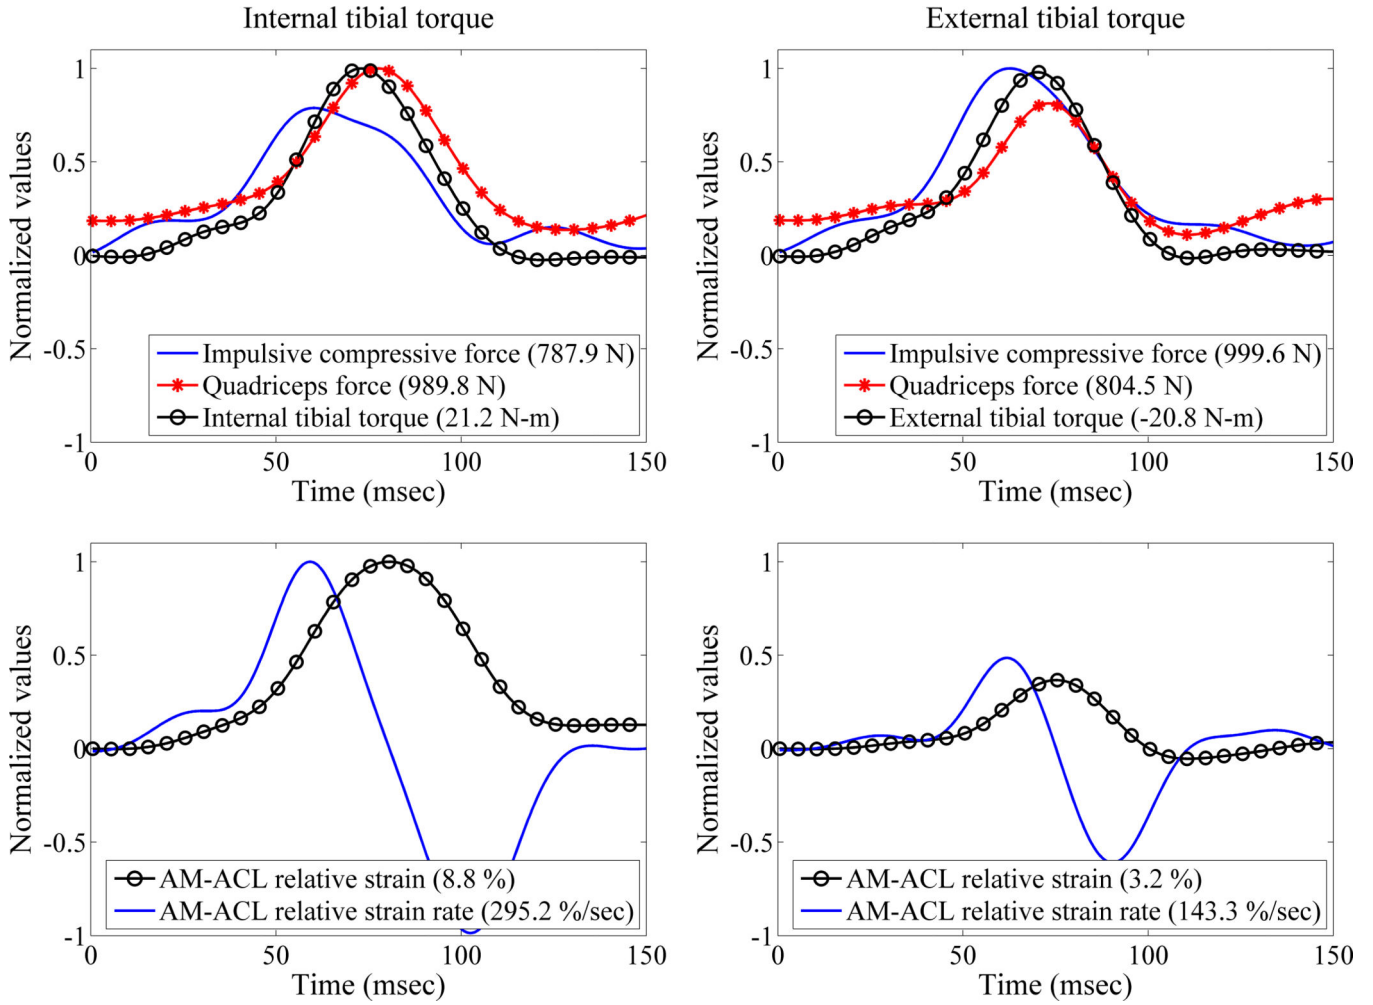 Internal tibial torque
External tibial torque
1
0.5
0
-0.5
-1
Normalized values
Impulsive compressive force (787.9 N)
Quadriceps force (989.8 N)
Internal tibial torque (21.2 N-m)
0
50
100
150
Time (msec)
1
0.5
0
-0.5
-1
Normalized values
Impulsive compressive force (999.6 N)
Quadriceps force (804.5 N)
External tibial torque (-20.8 N-m)
0
50
100
150
Time (msec)
1
0.5
0
-0.5
-1
Normalized values
AM-ACL relative strain (8.8 %)
AM-ACL relative strain rate (295.2 %/sec)
0
50
100
150
Time (msec)
1
0.5
0
-0.5
-1
Normalized values
AM-ACL relative strain (3.2 %)
AM-ACL relative strain rate (143.3 %/sec)
0
50
100
150
Time (msec)